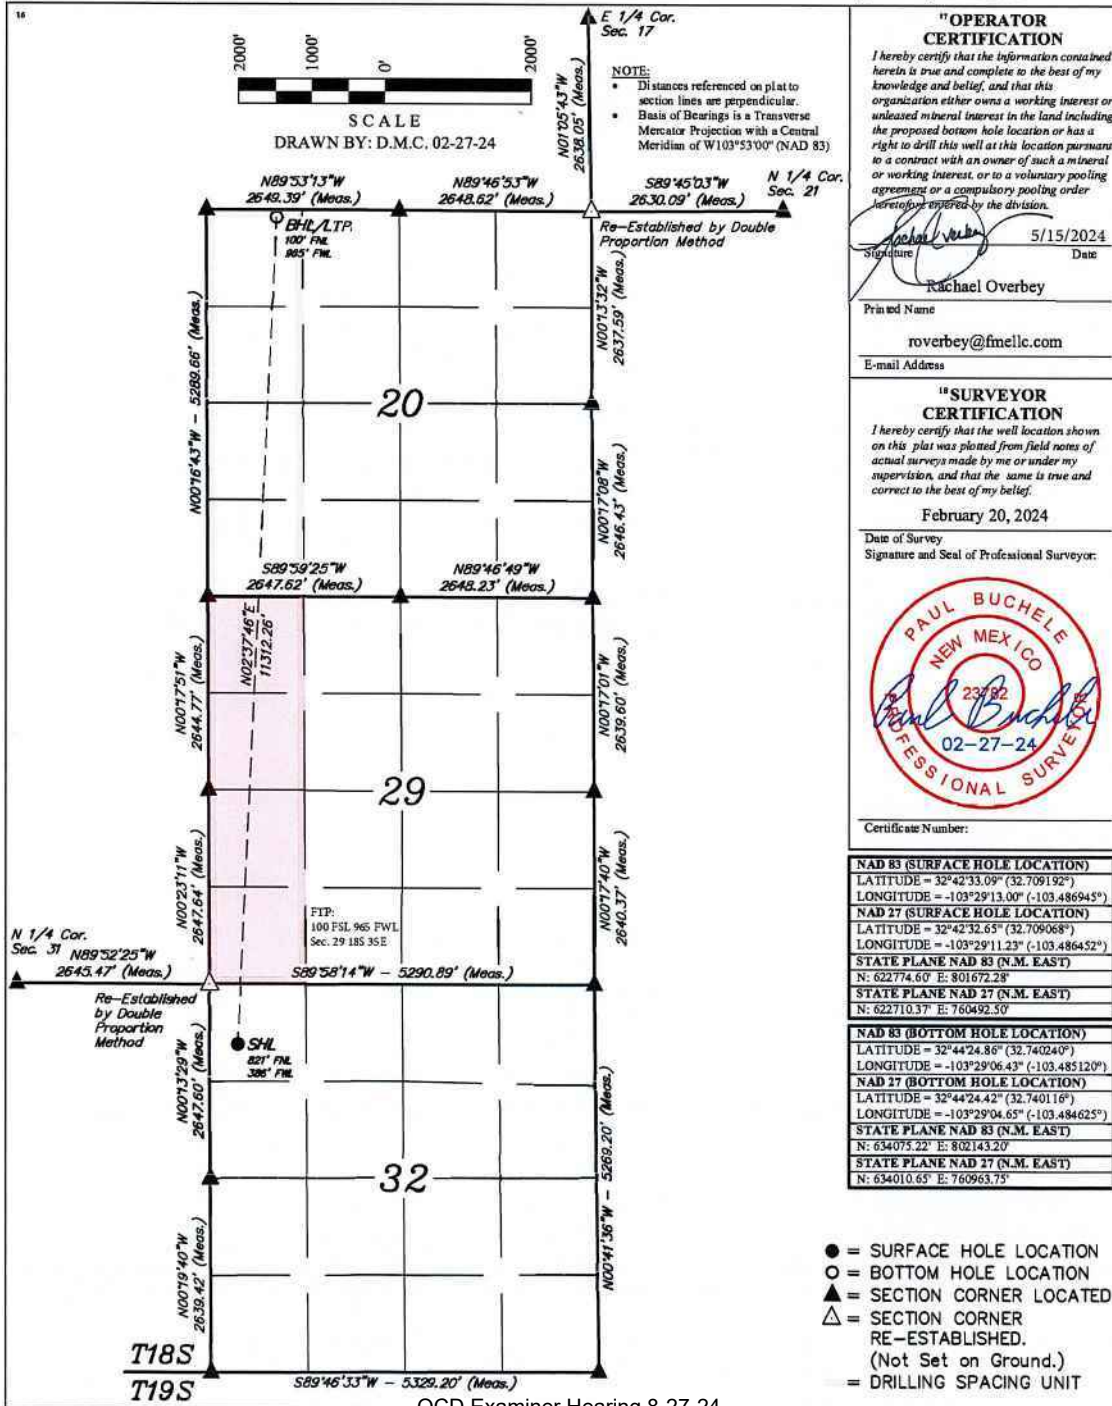 16
E 1/4 Cor.
Sec. 17
2000'
1000'
0'
2000'
SCALE
DRAWN BY: D.M.C. 02-27-24
N01°05'43"W
2638.05' (Meas.)
NOTE:
• Distances referenced on plat to
section lines are perpendicular.
• Basis of Bearings is a Transverse
Mercator Projection with a Central
Meridian of W103°53'00" (NAD 83)
N89°53'13"W
2649.39' (Meas.)
N89°46'53"W
2648.62' (Meas.)
S89°45'03"W
2630.09' (Meas.)
N 1/4 Cor.
Sec. 21
BHL/LTP.
100' FNL
965' FWL
Re-Established by Double
Proportion Method
N00°16'43"W - 5289.66' (Meas.)
N00°13'32"W
2637.59' (Meas.)
20
N00°17'08"W
2646.43' (Meas.)
S89°59'25"W
2647.62' (Meas.)
N89°46'49"W
2648.23' (Meas.)
N02°37'46"E
11312.26'
N00°17'51"W
2644.77' (Meas.)
N00°17'01"W
2639.60' (Meas.)
29
N00°23'11"W
2647.64' (Meas.)
N00°17'40"W
2640.37' (Meas.)
FTP:
100 FSL 965 FWL
Sec. 29 18S 35E
N 1/4 Cor.
Sec. 31
N89°52'25"W
2645.47' (Meas.)
S89°58'14"W - 5290.89' (Meas.)
Re-Established
by Double
Proportion
Method
SHL
821' FNL
386' FWL
N00°13'29"W
2647.60' (Meas.)
32
N00°41'36"W - 5269.20' (Meas.)
N00°19'40"W
2639.42' (Meas.)
T18S
T19S
S89°46'33"W - 5329.20' (Meas.)
17 OPERATOR
CERTIFICATION
I hereby certify that the information contained
herein is true and complete to the best of my
knowledge and belief, and that this
organization either owns a working interest or
unleased mineral interest in the land including
the proposed bottom hole location or has a
right to drill this well at this location pursuant
to a contract with an owner of such a mineral
or working interest, or to a voluntary pooling
agreement or a compulsory pooling order
heretofore entered by the division.
Rachael Overbey
5/15/2024
Signature
Date
Rachael Overbey
Printed Name
roverbey@fmellc.com
E-mail Address
18 SURVEYOR
CERTIFICATION
I hereby certify that the well location shown
on this plat was plotted from field notes of
actual surveys made by me or under my
supervision, and that the same is true and
correct to the best of my belief.
February 20, 2024
Date of Survey
Signature and Seal of Professional Surveyor:
PAUL BUCHELE
NEW MEXICO
23782
Paul Buchele
02-27-24
PROFESSIONAL SURVEYOR
Certificate Number:
NAD 83 (SURFACE HOLE LOCATION)
LATITUDE = 32°42'33.09" (32.709192°)
LONGITUDE = -103°29'13.00" (-103.486945°)
NAD 27 (SURFACE HOLE LOCATION)
LATITUDE = 32°42'32.65" (32.709068°)
LONGITUDE = -103°29'11.23" (-103.486452°)
STATE PLANE NAD 83 (N.M. EAST)
N: 622774.60' E: 801672.28'
STATE PLANE NAD 27 (N.M. EAST)
N: 622710.37' E: 760492.50'
NAD 83 (BOTTOM HOLE LOCATION)
LATITUDE = 32°44'24.86" (32.740240°)
LONGITUDE = -103°29'06.43" (-103.485120°)
NAD 27 (BOTTOM HOLE LOCATION)
LATITUDE = 32°44'24.42" (32.740116°)
LONGITUDE = -103°29'04.65" (-103.484625°)
STATE PLANE NAD 83 (N.M. EAST)
N: 634075.22' E: 802143.20'
STATE PLANE NAD 27 (N.M. EAST)
N: 634010.65' E: 760963.75'
= SURFACE HOLE LOCATION
= BOTTOM HOLE LOCATION
= SECTION CORNER LOCATED
= SECTION CORNER
RE-ESTABLISHED.
(Not Set on Ground.)
= DRILLING SPACING UNIT
OCD Examiner Hearing 8-27-24